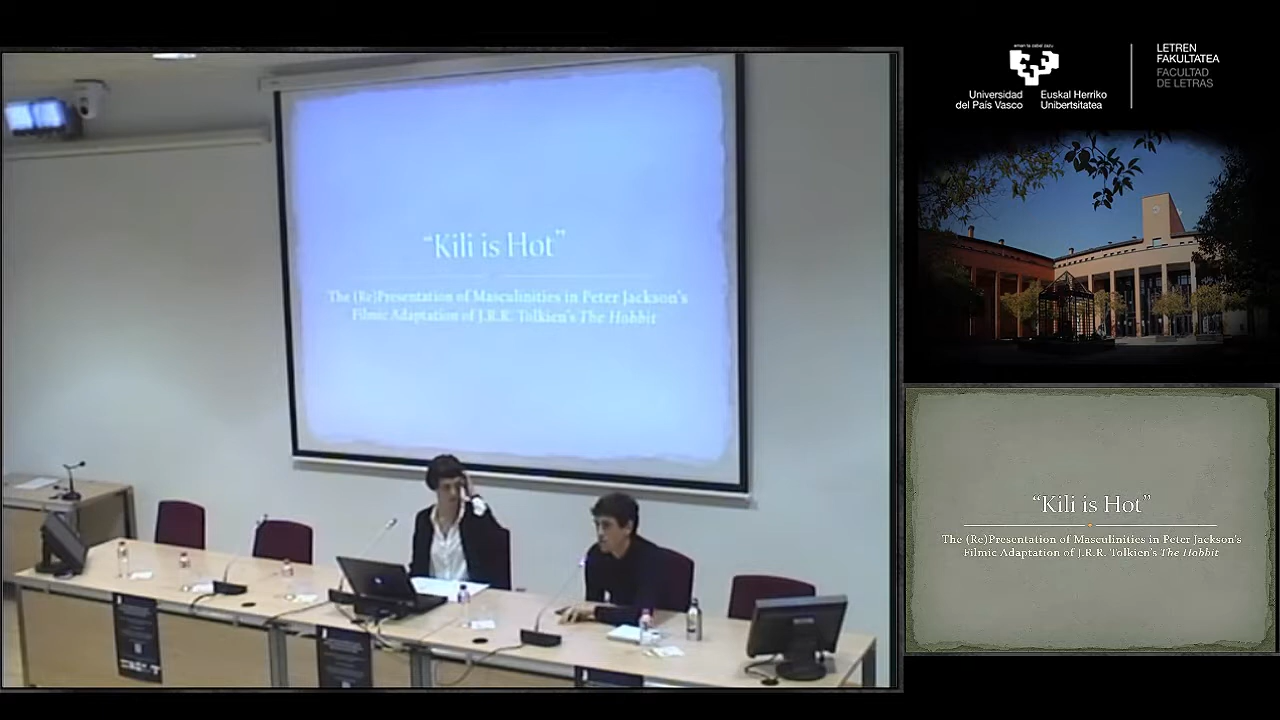 “Kili is Hot”
The (Re)Presentation of Masculinities in Peter Jackson's
Filmic Adaptation of J.R.R. Tolkien's The Hobbit
eman ta zabal zazu
Universidad
del País Vasco
Euskal Herriko
Unibertsitatea
LETREN
FAKULTATEA
FACULTAD
DE LETRAS
“Kili is Hot”
The (Re)Presentation of Masculinities in Peter Jackson's
Filmic Adaptation of J.R.R. Tolkien's The Hobbit